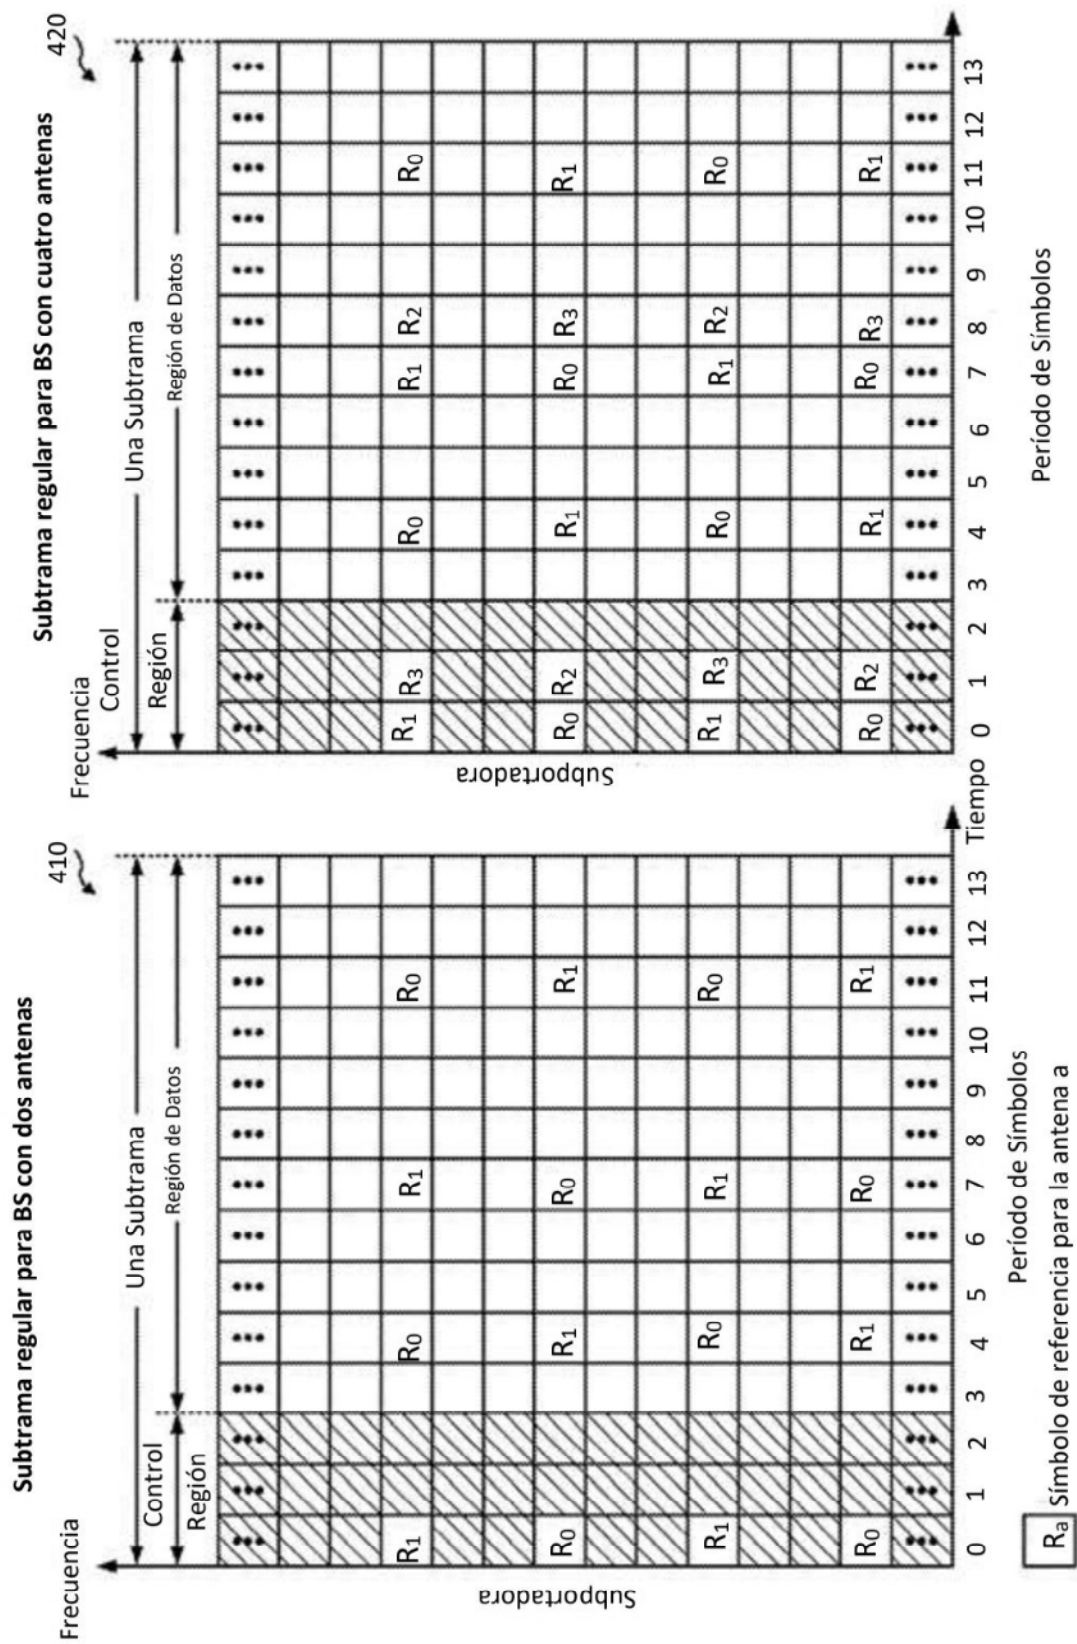 Subtrama regular para BS con dos antenas
410
Frecuencia
Una Subtrama
Control
Región
Región de Datos
Subportadora
R₁ R₀ R₁ R₀
R₀ R₁ R₀ R₁
R₁ R₀ R₁ R₀
R₀ R₁ R₀ R₁
0 1 2 3 4 5 6 7 8 9 10 11 12 13
Tiempo
Período de Símbolos
Rₐ Símbolo de referencia para la antena a
Subtrama regular para BS con cuatro antenas
420
Frecuencia
Control
Región
Una Subtrama
Región de Datos
Subportadora
R₁ R₃ R₀ R₁ R₂ R₀
R₀ R₂ R₁ R₀ R₃ R₁
R₁ R₃ R₀ R₁ R₂ R₀
R₀ R₂ R₁ R₀ R₃ R₁
0 1 2 3 4 5 6 7 8 9 10 11 12 13
Período de Símbolos